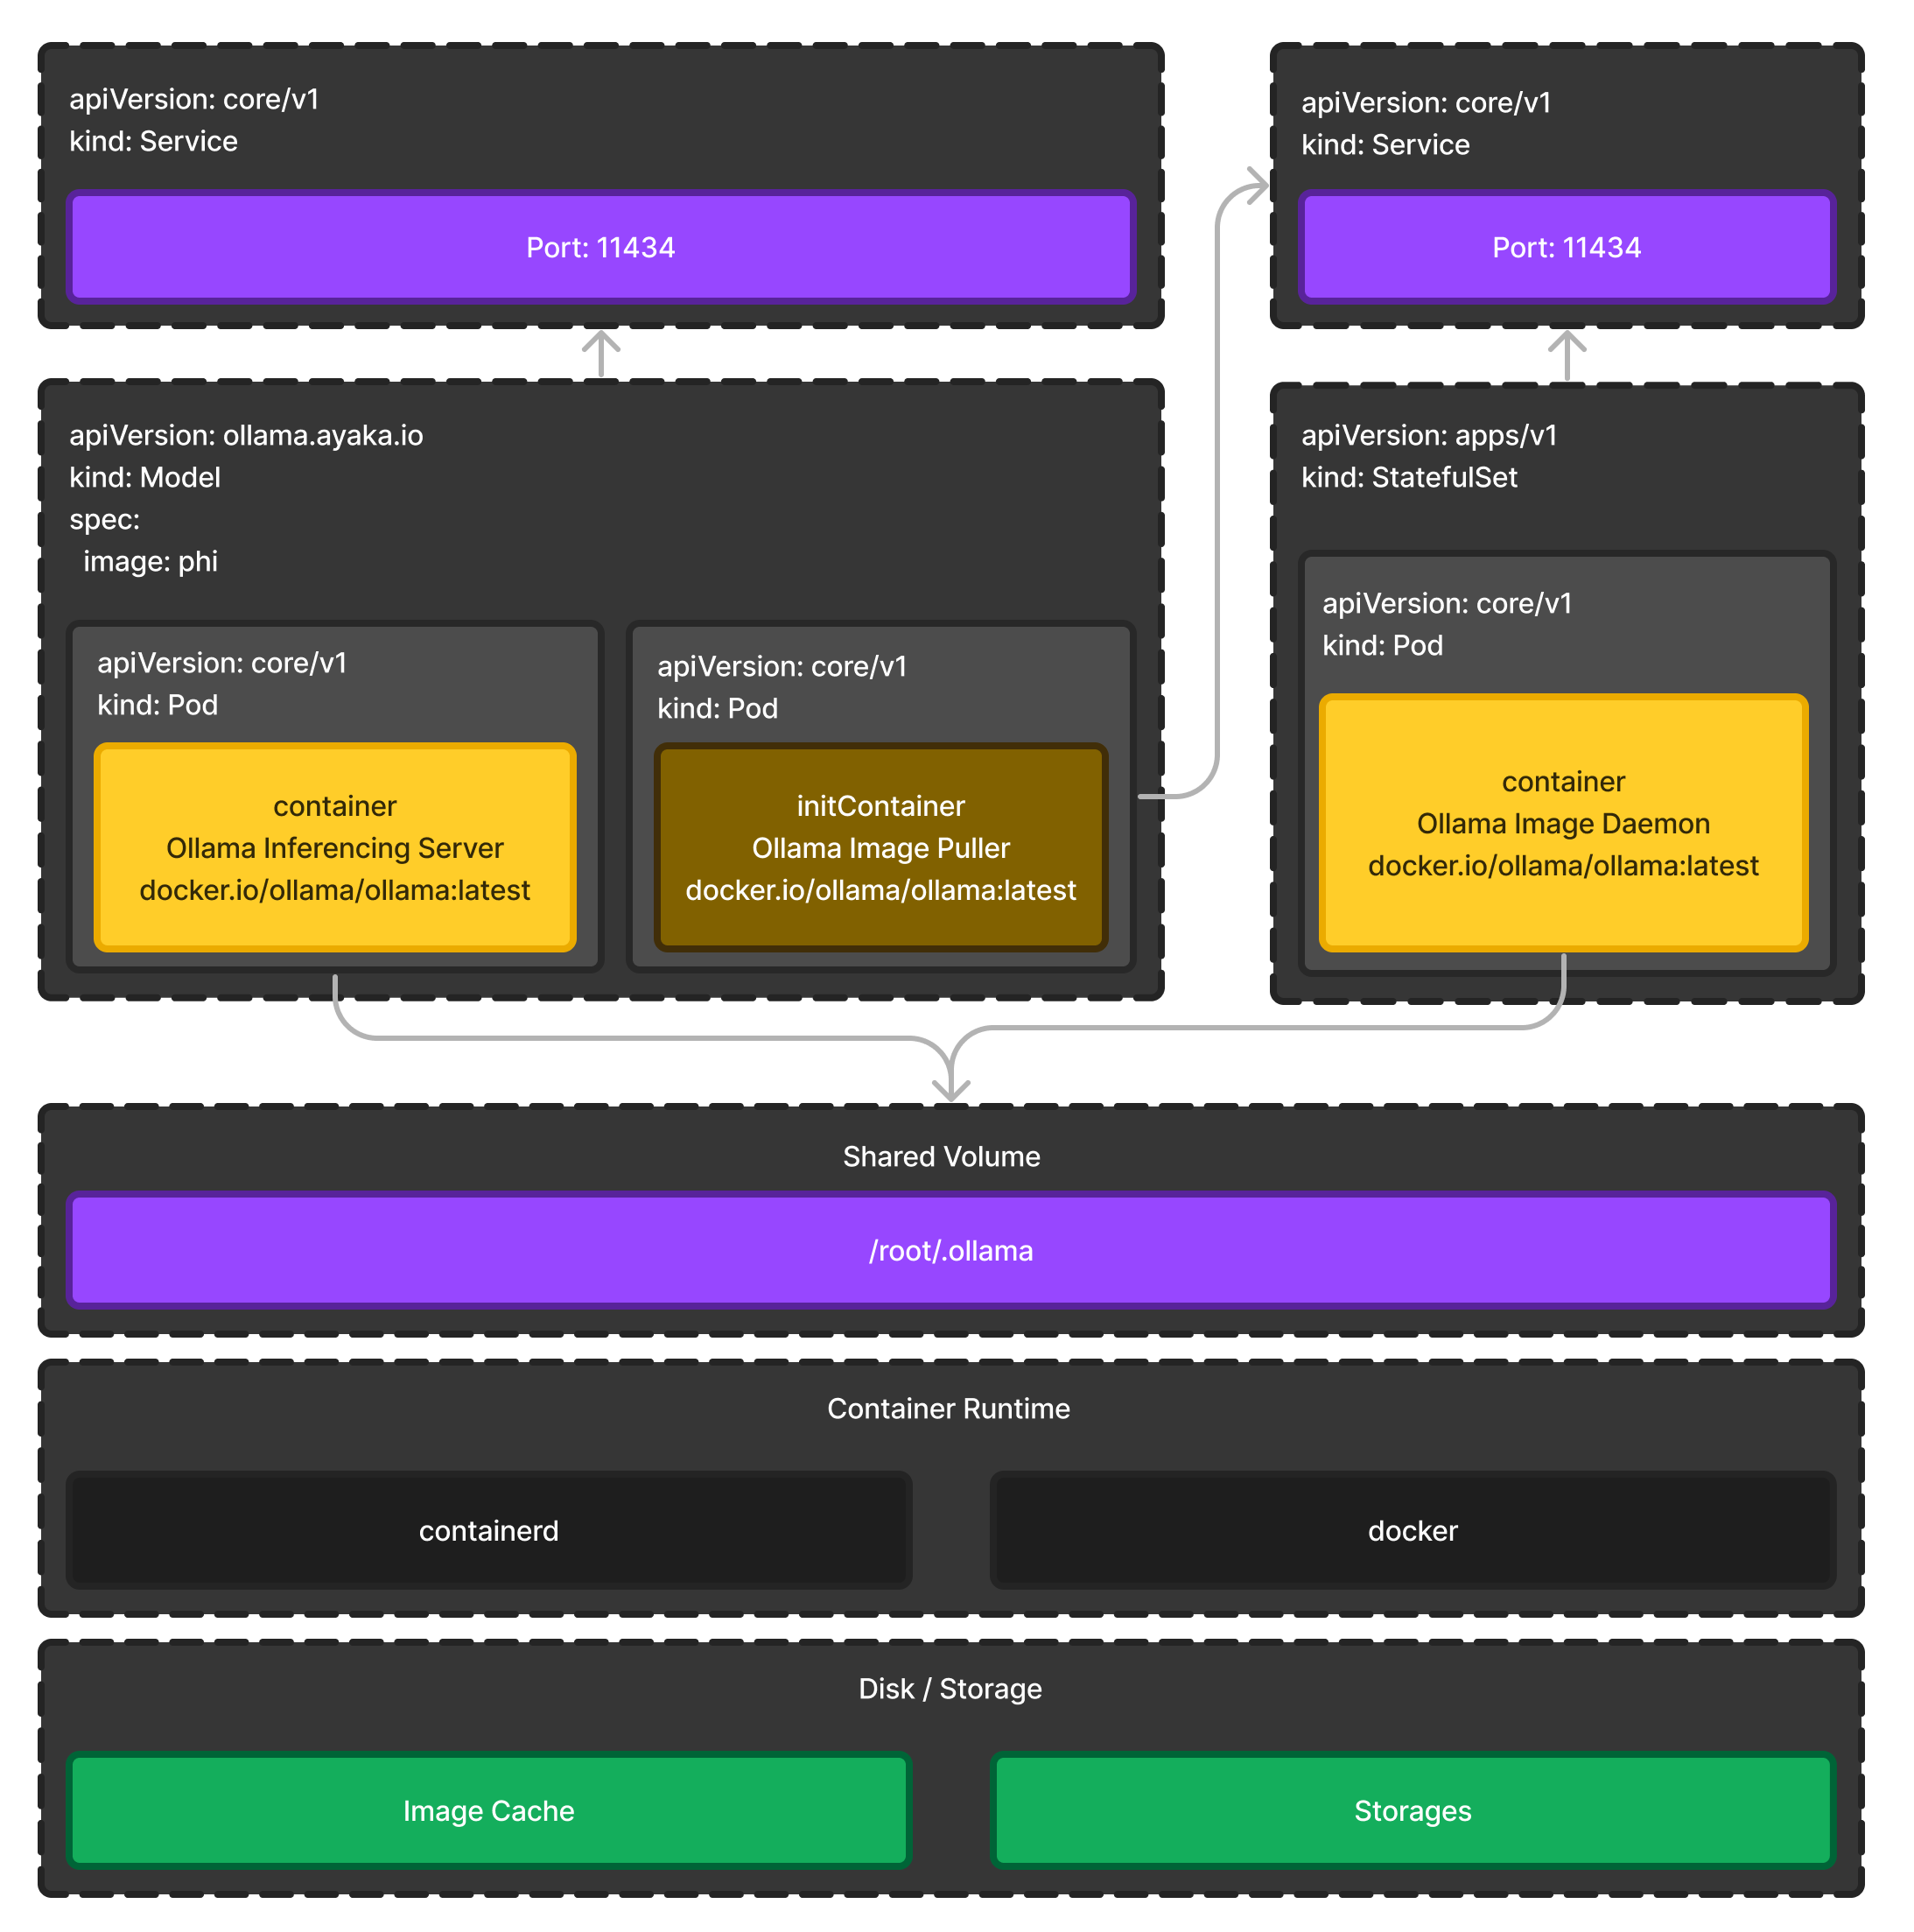 apiVersion: core/v1
kind: Service
Port: 11434
apiVersion: core/v1
kind: Service
Port: 11434
apiVersion: ollama.ayaka.io
kind: Model
spec:
  image: phi
apiVersion: core/v1
kind: Pod
container
Ollama Inferencing Server
docker.io/ollama/ollama:latest
apiVersion: core/v1
kind: Pod
initContainer
Ollama Image Puller
docker.io/ollama/ollama:latest
apiVersion: apps/v1
kind: StatefulSet
apiVersion: core/v1
kind: Pod
container
Ollama Image Daemon
docker.io/ollama/ollama:latest
Shared Volume
/root/.ollama
Container Runtime
containerd
docker
Disk / Storage
Image Cache
Storages